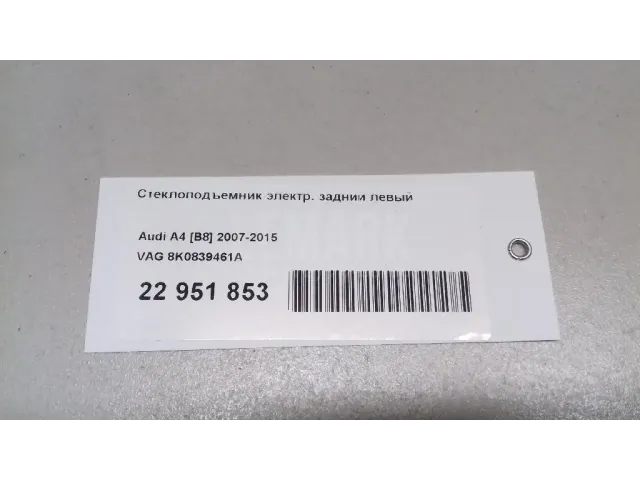 Стеклоподъемник электр. задний левый
Audi A4 [B8] 2007-2015
VAG 8K0839461A
22 951 853